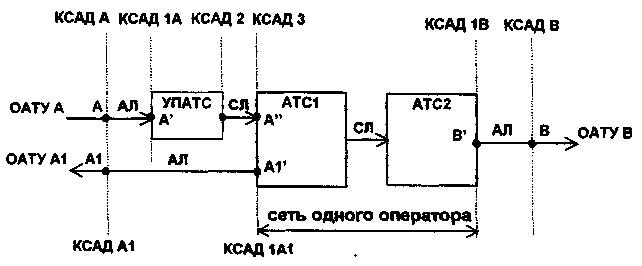 КСАД А КСАД 1А КСАД 2 КСАД 3 КСАД 1В КСАД В
УПАТС АТС1 АТС2
ОАТУ А А АЛ А' СЛ А" СЛ В' АЛ В ОАТУ В
ОАТУ А1 А1 АЛ А1'
сеть одного оператора
КСАД А1 КСАД 1А1